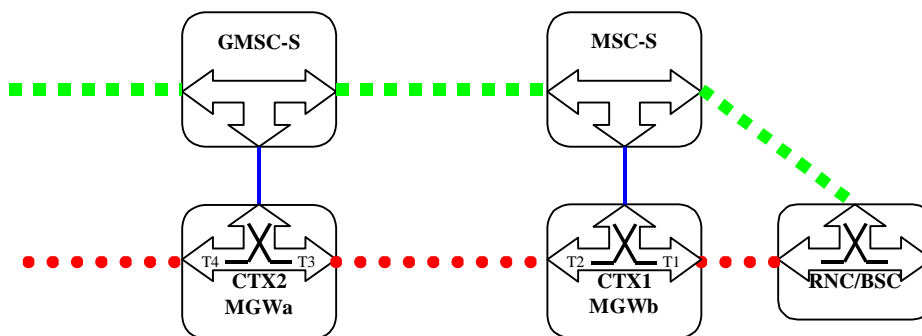 GMSC-S
MSC-S
T4 T3
CTX2
MGWa
T2 T1
CTX1
MGWb
RNC/BSC